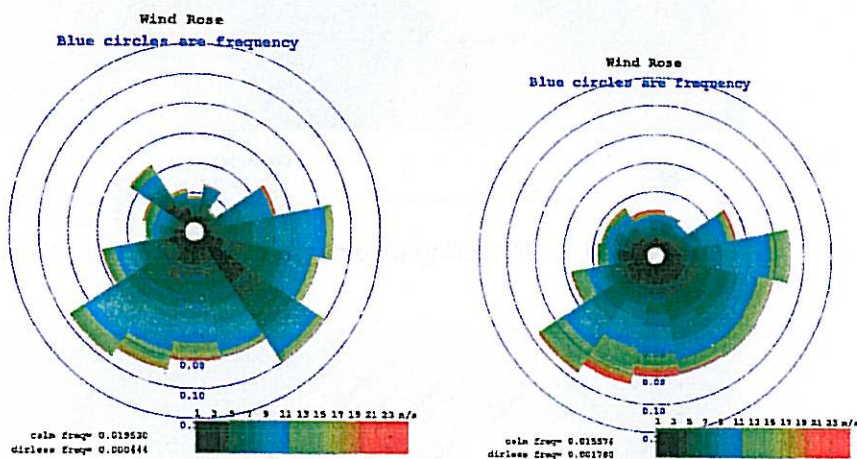 Wind Rose
Blue circles are frequency
0.08
0.10
1 3 5 7 9 11 13 15 17 19 21 23 m/s
calm freq= 0.019530
dirless freq= 0.000444
Wind Rose
Blue circles are frequency
0.08
0.10
1 3 5 7 9 11 13 15 17 19 21 23 m/s
calm freq= 0.015574
dirless freq= 0.001780